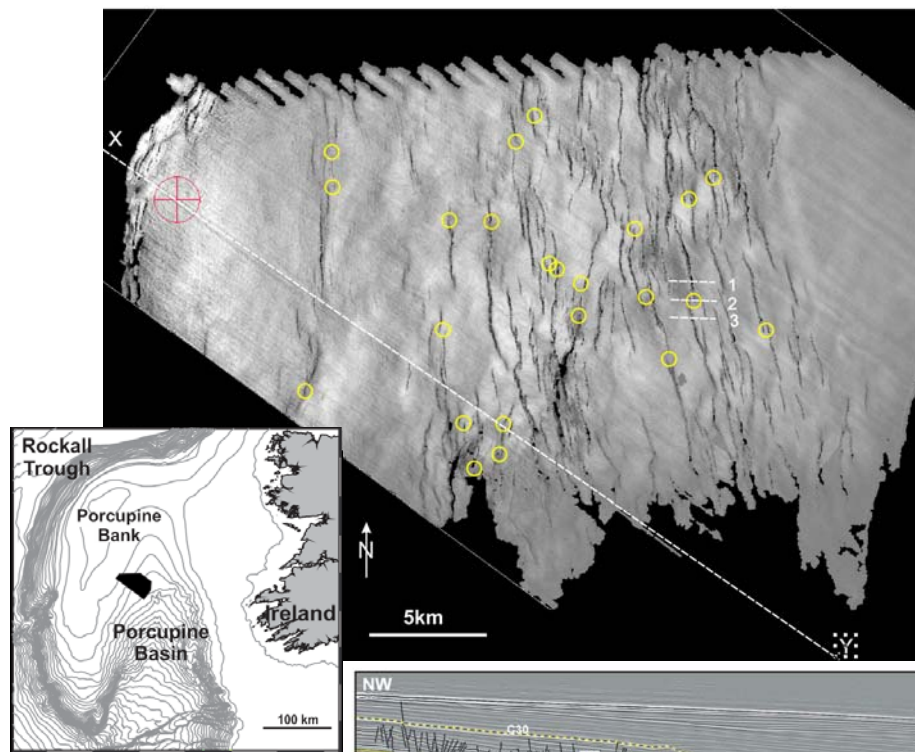 X
1
2
3
N
5km
Y
Rockall
Trough
Porcupine
Bank
Ireland
Porcupine
Basin
100 km
NW
C30